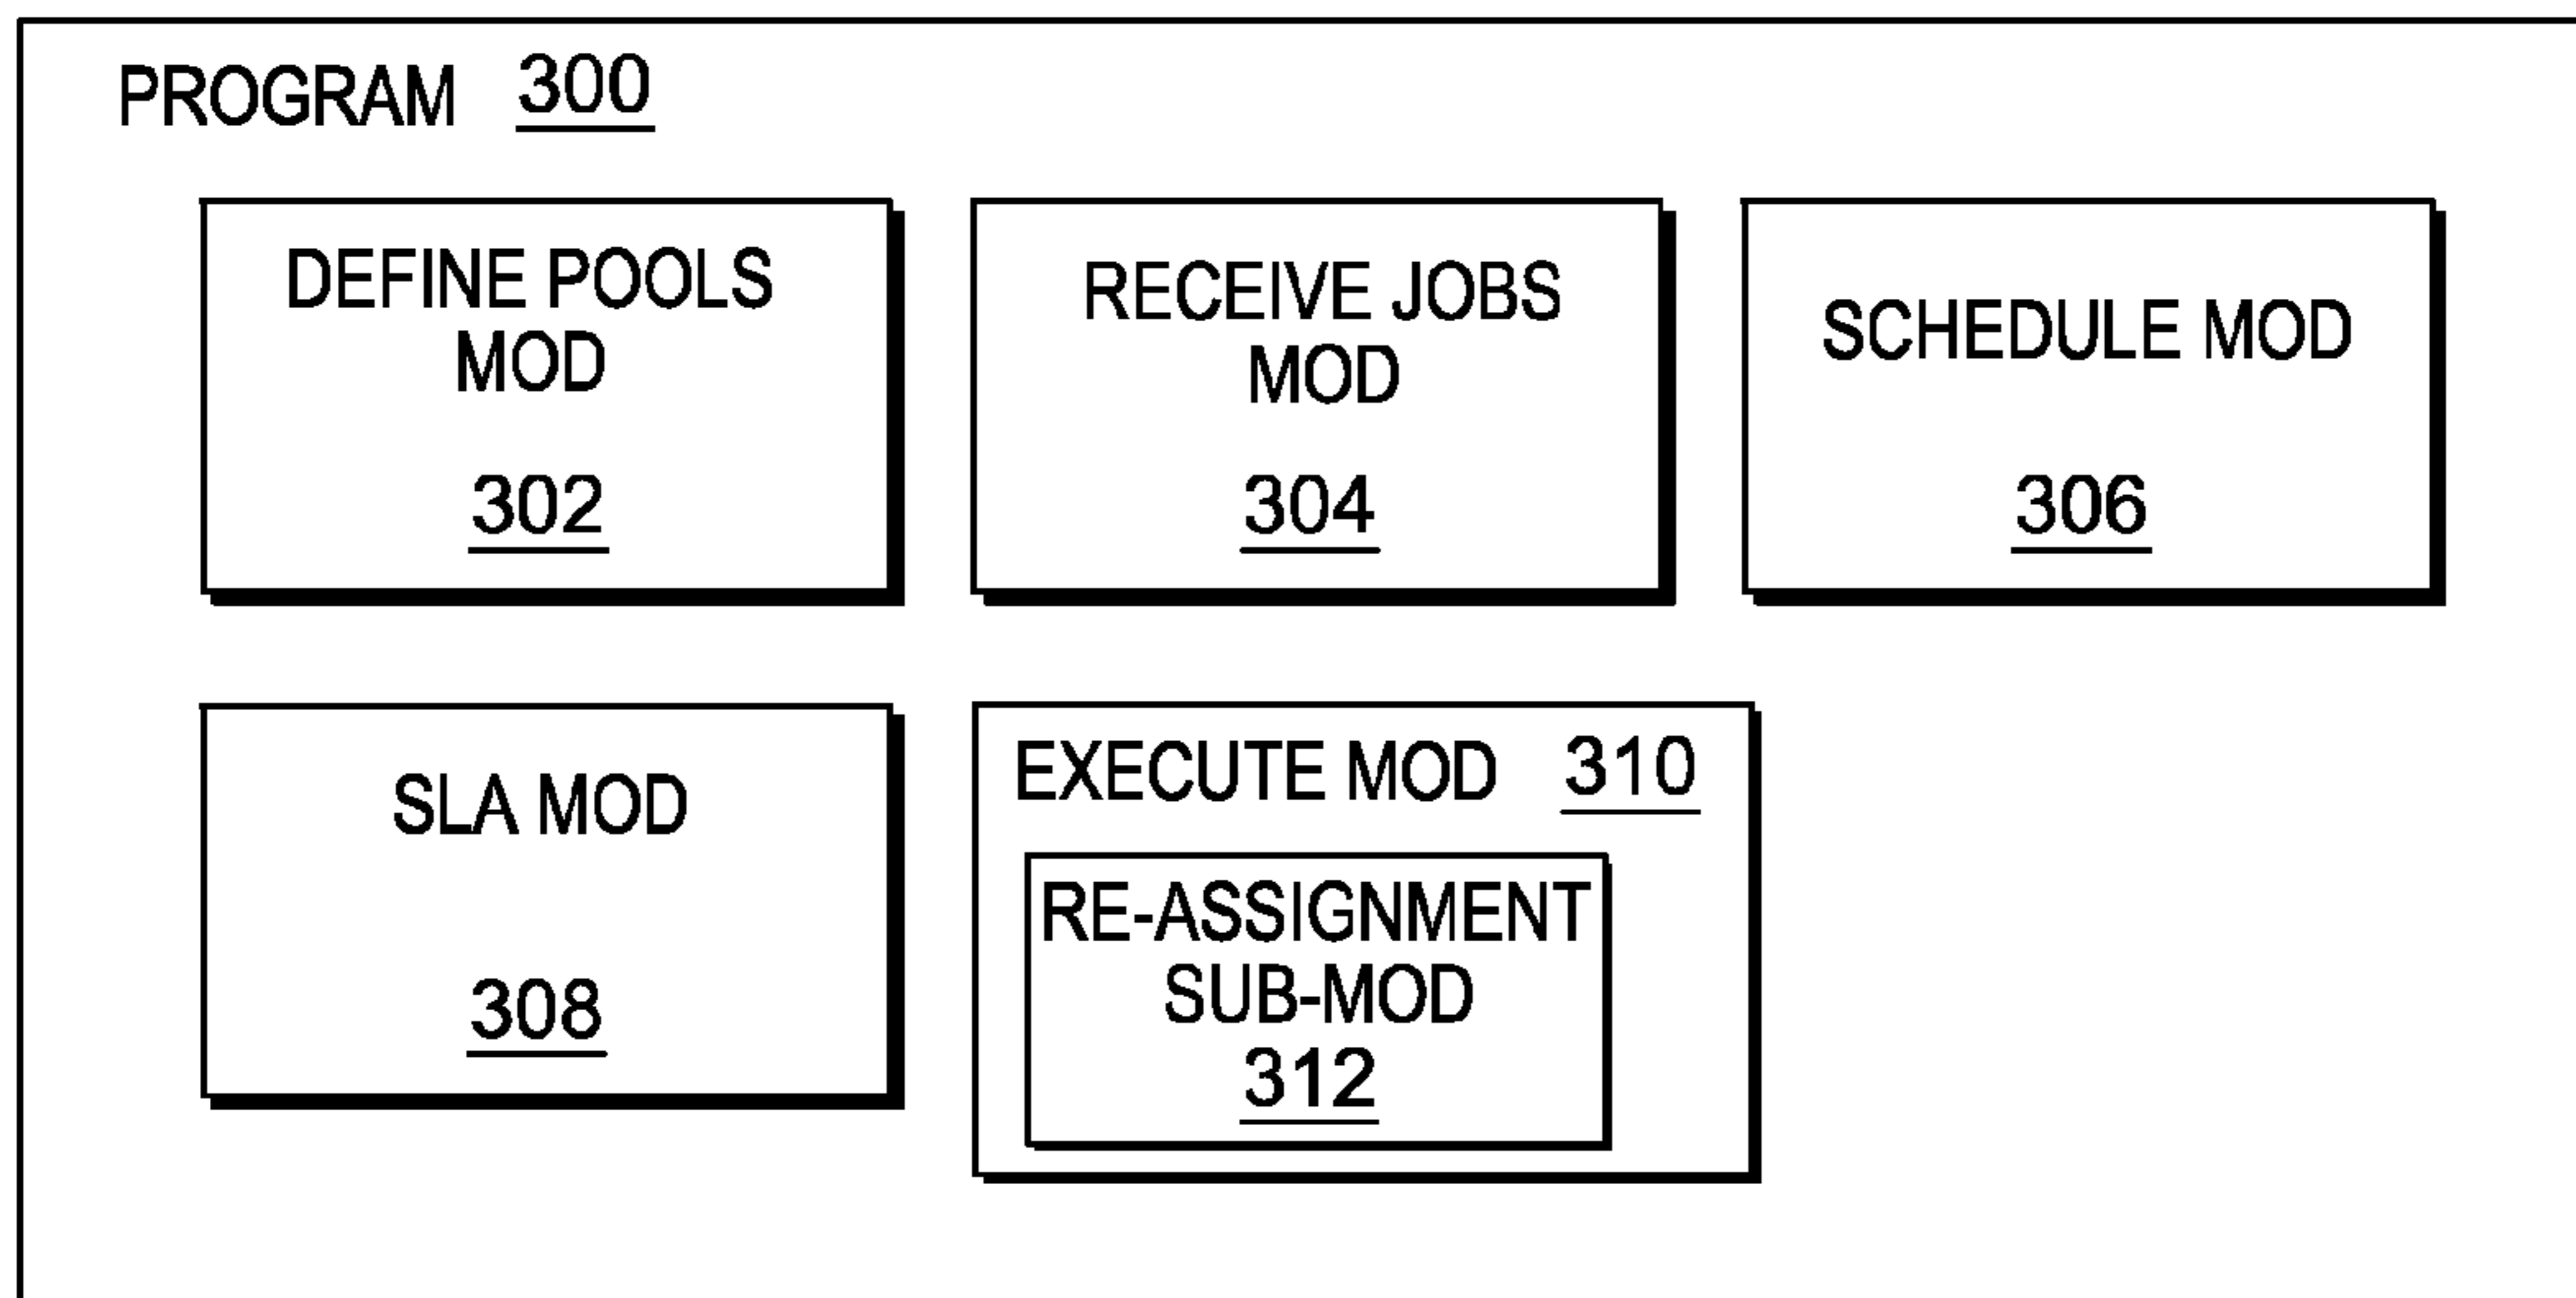 PROGRAM 300
DEFINE POOLS
MOD
302
RECEIVE JOBS
MOD
304
SCHEDULE MOD
306
SLA MOD
308
EXECUTE MOD 310
RE-ASSIGNMENT
SUB-MOD
312